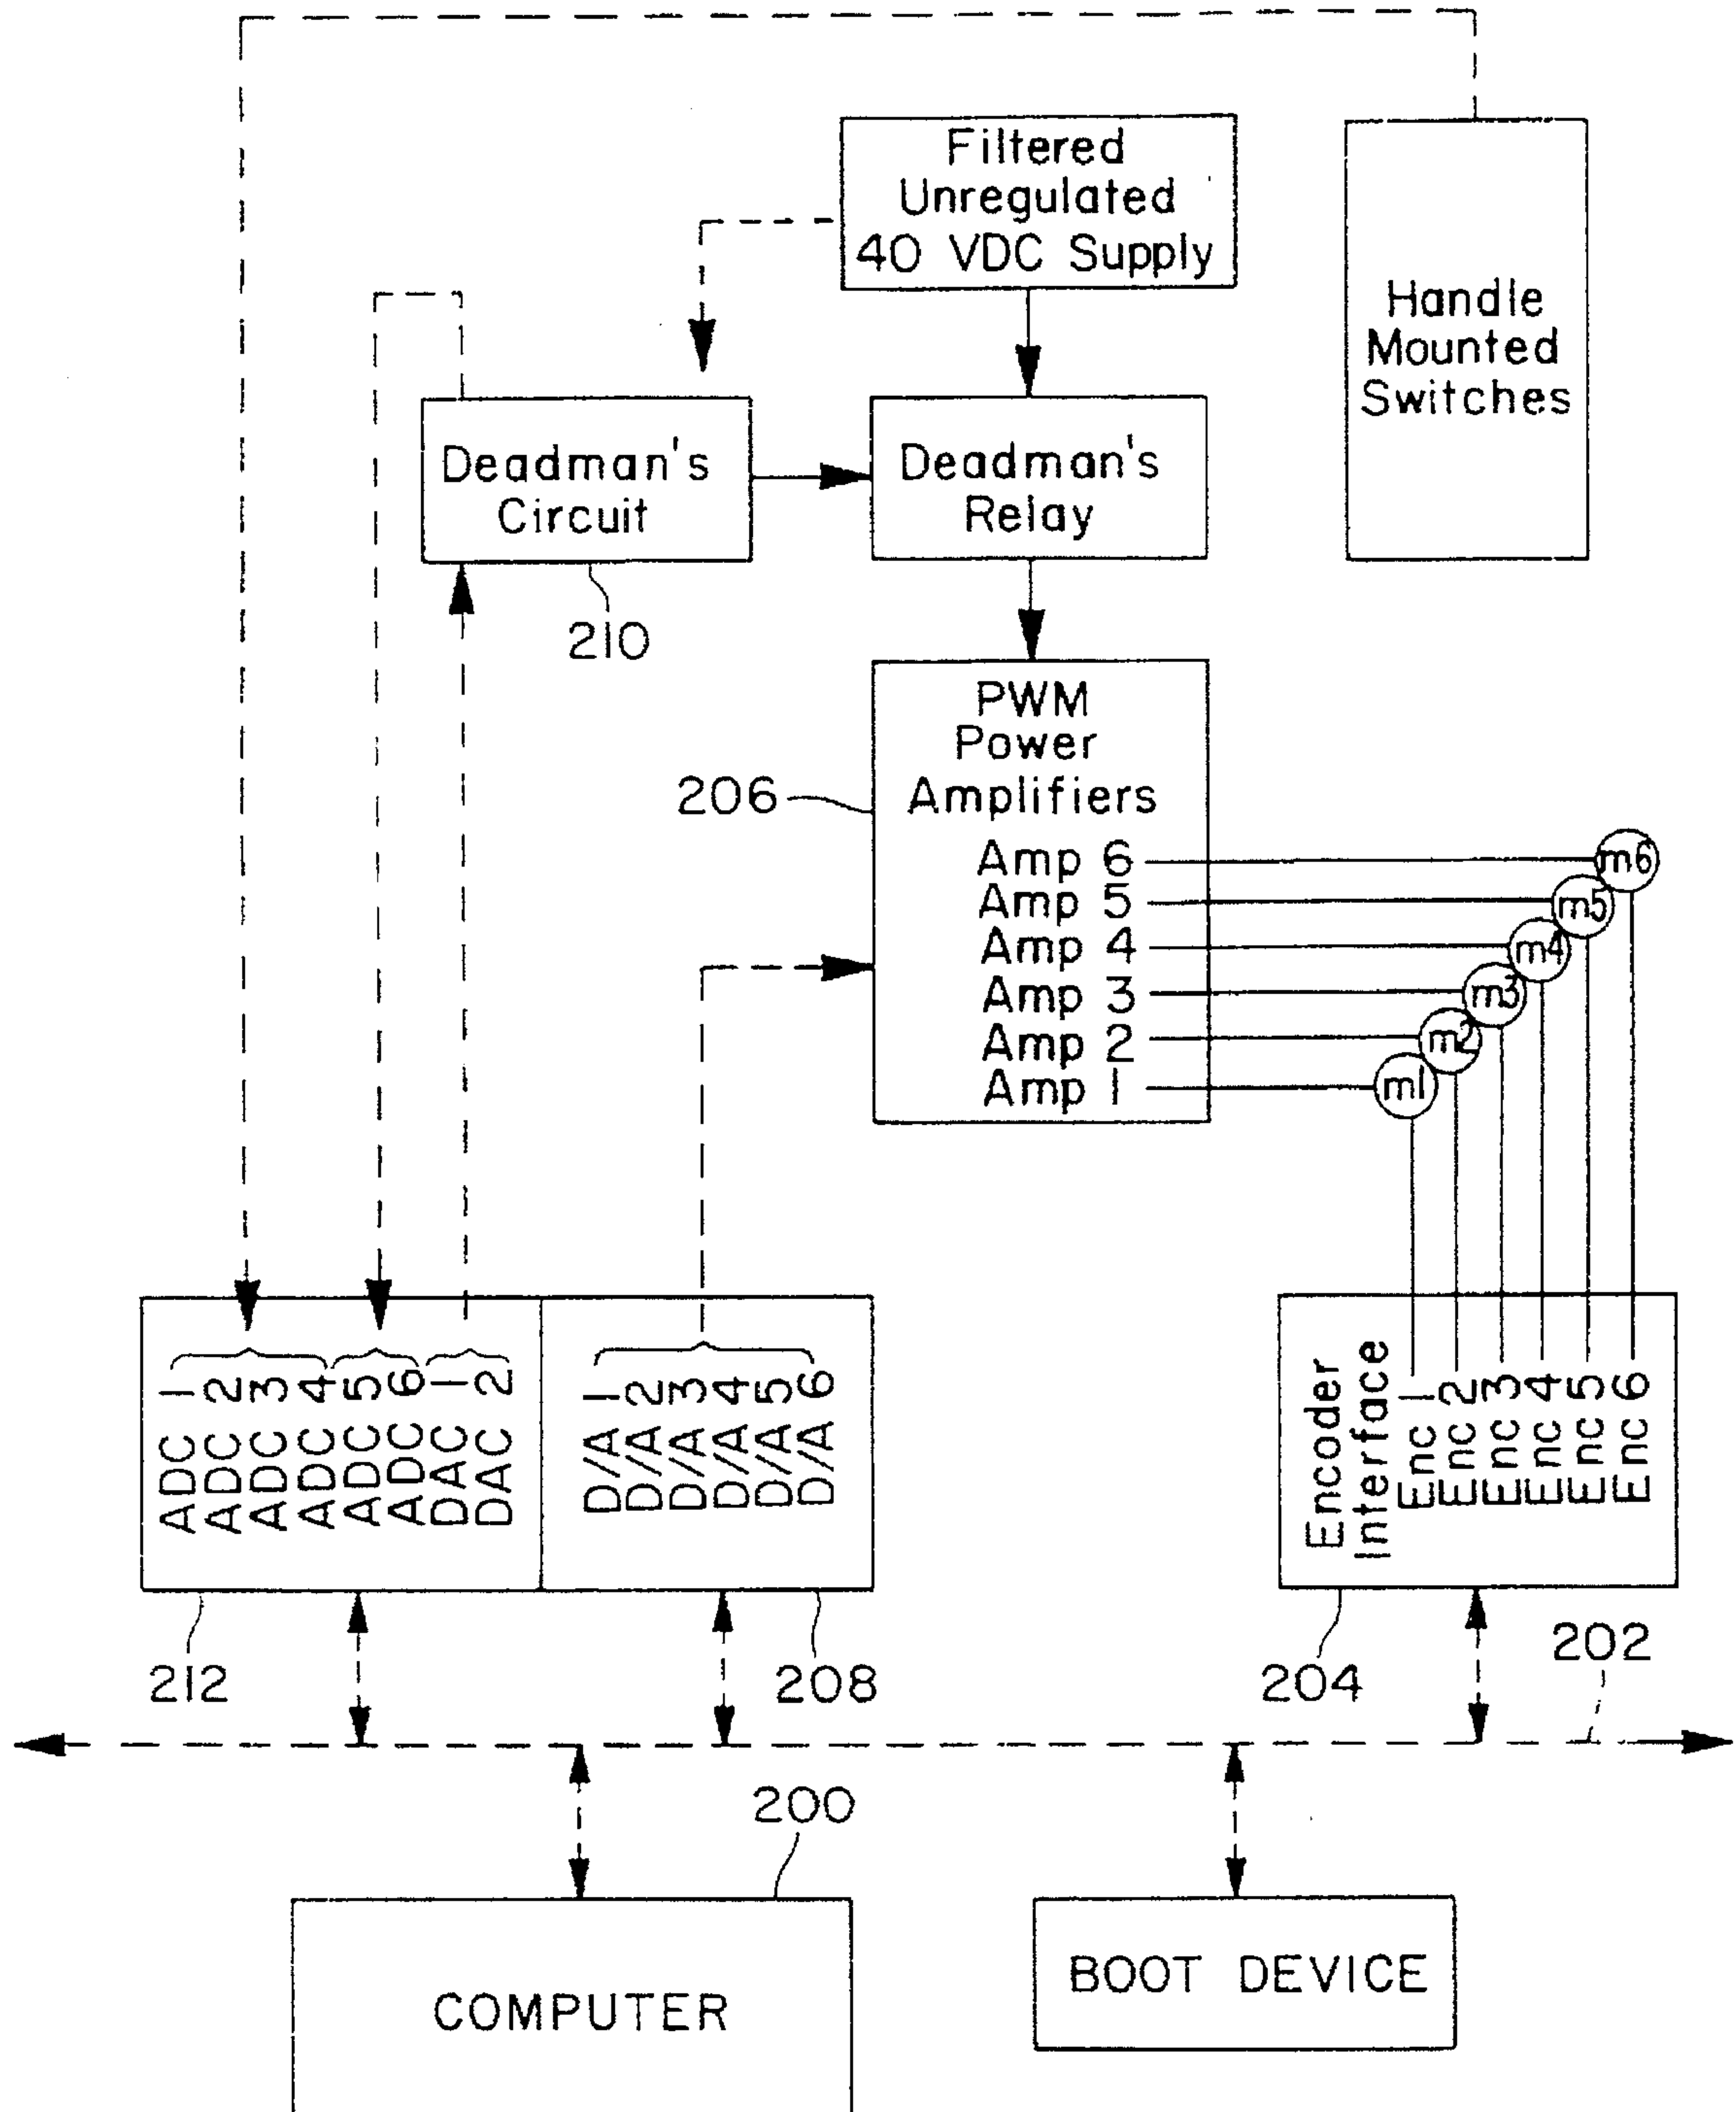 Filtered
Unregulated
40 VDC Supply
Handle
Mounted
Switches
Deadman's
Circuit
Deadman's
Relay
210
PWM
Power
Amplifiers
206
Amp 6
Amp 5
Amp 4
Amp 3
Amp 2
Amp 1
m6
m5
m4
m3
m2
m1
ADC 1
ADC 2
ADC 3
ADC 4
ADC 5
ADC 6
DAC 1
DAC 2
D/A 1
D/A 2
D/A 3
D/A 4
D/A 5
D/A 6
Encoder
Interface
Enc 1
Enc 2
Enc 3
Enc 4
Enc 5
Enc 6
212
208
204
202
200
COMPUTER
BOOT DEVICE